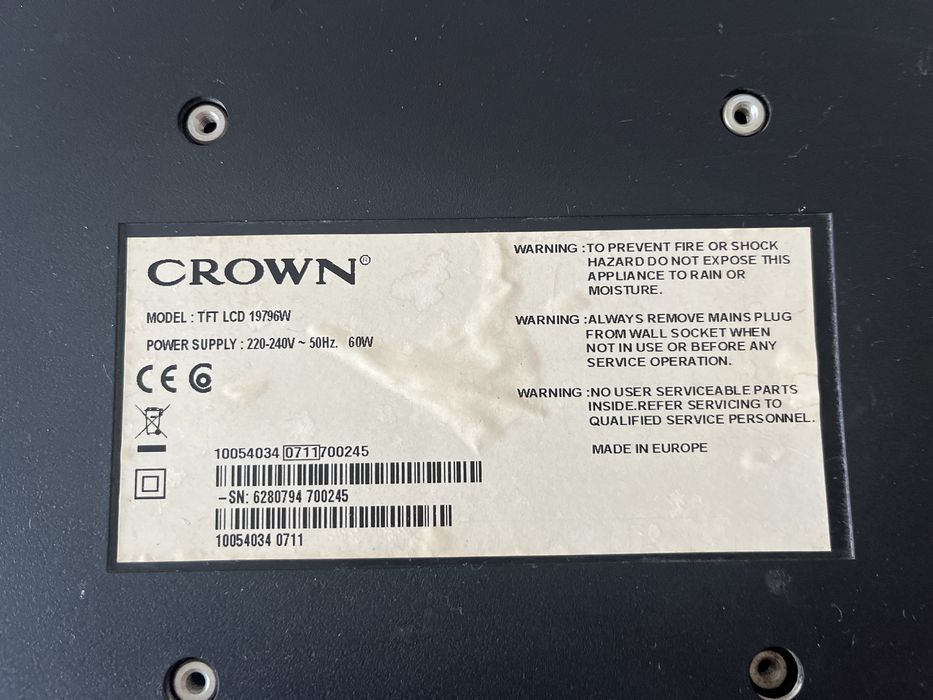 CROWN®
MODEL : TFT LCD 19796W
POWER SUPPLY : 220-240V ~ 50Hz. 60W
CE
10054034 0711 700245
–SN: 6280794 700245
10054034 0711
WARNING :TO PREVENT FIRE OR SHOCK
HAZARD DO NOT EXPOSE THIS
APPLIANCE TO RAIN OR
MOISTURE.
WARNING :ALWAYS REMOVE MAINS PLUG
FROM WALL SOCKET WHEN
NOT IN USE OR BEFORE ANY
SERVICE OPERATION.
WARNING :NO USER SERVICEABLE PARTS
INSIDE.REFER SERVICING TO
QUALIFIED SERVICE PERSONNEL.
MADE IN EUROPE